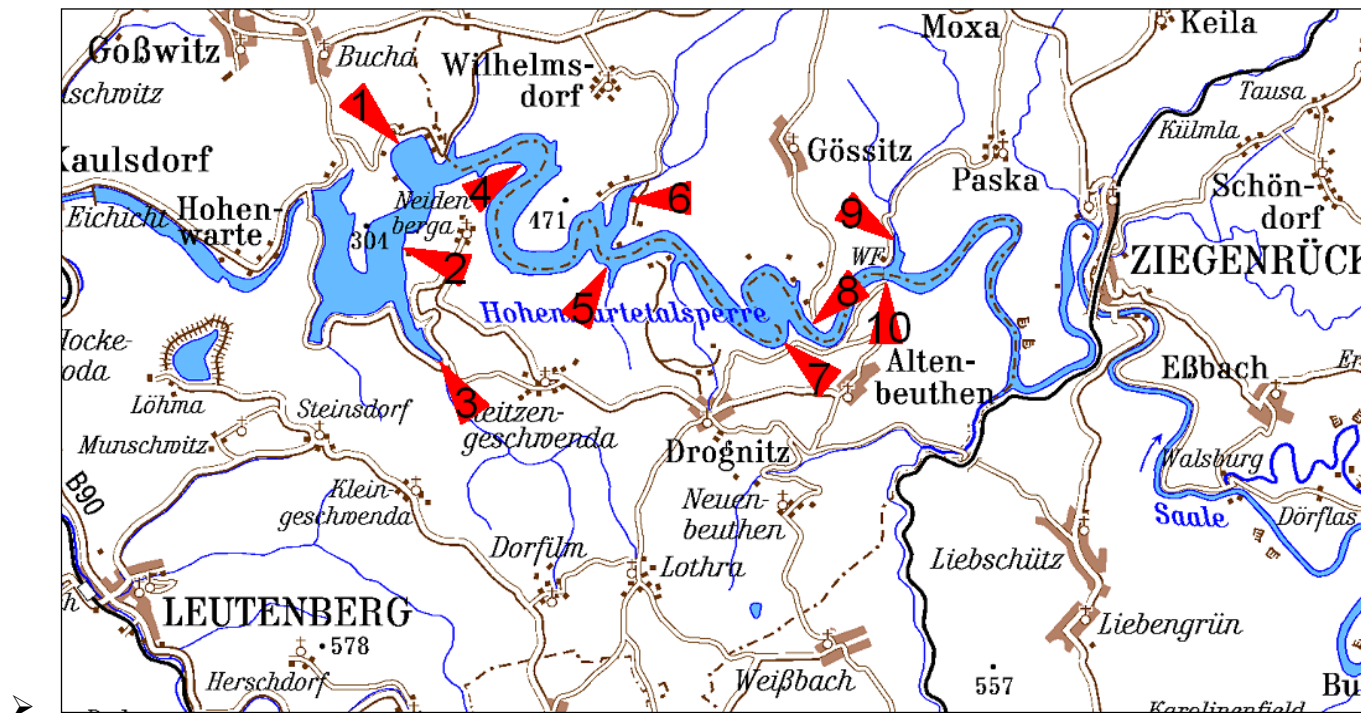 Moxa
Keila
Goßwitz
Bucha
Wilhelms-
dorf
Tausa
1
Külmla
Kaulsdorf
Gössitz
Paska
Schön-
dorf
4
6
Eichicht
Hohen-
warte
Neiden-
berga
471
304
9
WF
ZIEGENRÜCK
2
8
5
Hohenwartetalsperre
10
7
Alten-
beuthen
Eßbach
Löhma
3
Steinsdorf
Munschwitz
geschwenda
Drognitz
B90
Walsburg
Klein-
geschwenda
Neuen-
beuthen
Saale
Dörflas
Dorfilm
Lothra
Liebschütz
LEUTENBERG
Liebengrün
578
Herschdorf
Weißbach
557
Karolinenfield